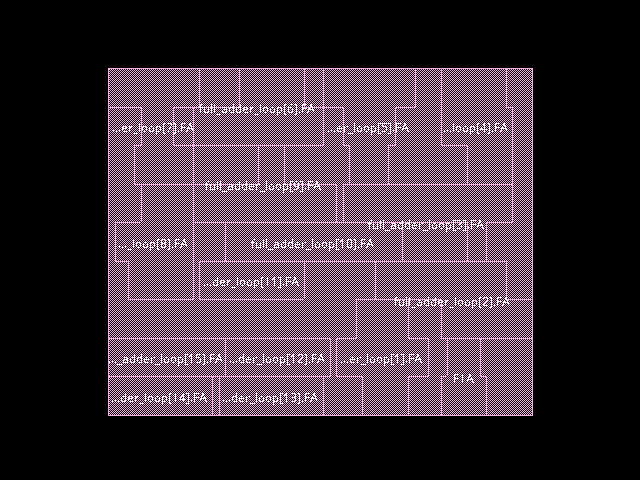 full_adder_loop[6].FA
...er_loop[7].FA
...er_loop[5].FA
..loop[4].FA
full_adder_loop[9].FA
full_adder_loop[3].FA
..._loop[8].FA
full_adder_loop[10].FA
...der_loop[11].FA
full_adder_loop[2].FA
...adder_loop[15].FA
...der_loop[12].FA
...er_loop[1].FA
F1A
...der_loop[14].FA
...der_loop[13].FA